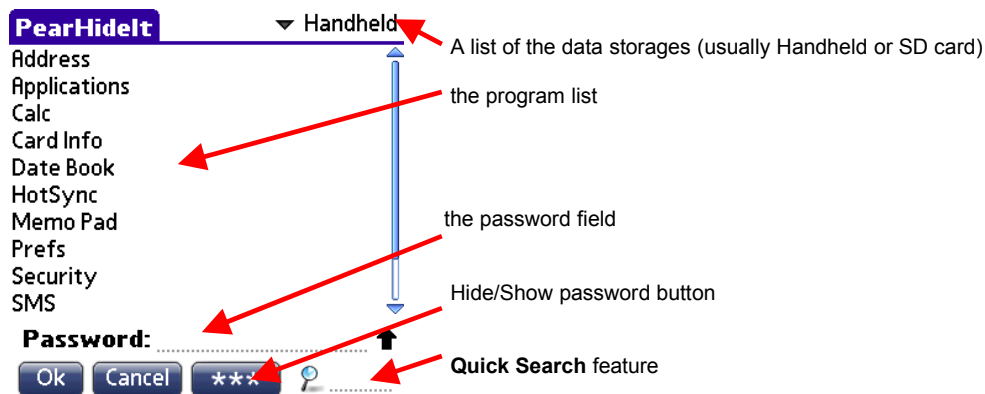 PearHideIt
Handheld
A list of the data storages (usually Handheld or SD card)
Address
Applications
the program list
Calc
Card Info
Date Book
HotSync
Memo Pad
the password field
Prefs
Security
Hide/Show password button
SMS
Password:
Quick Search feature
Ok
Cancel
***